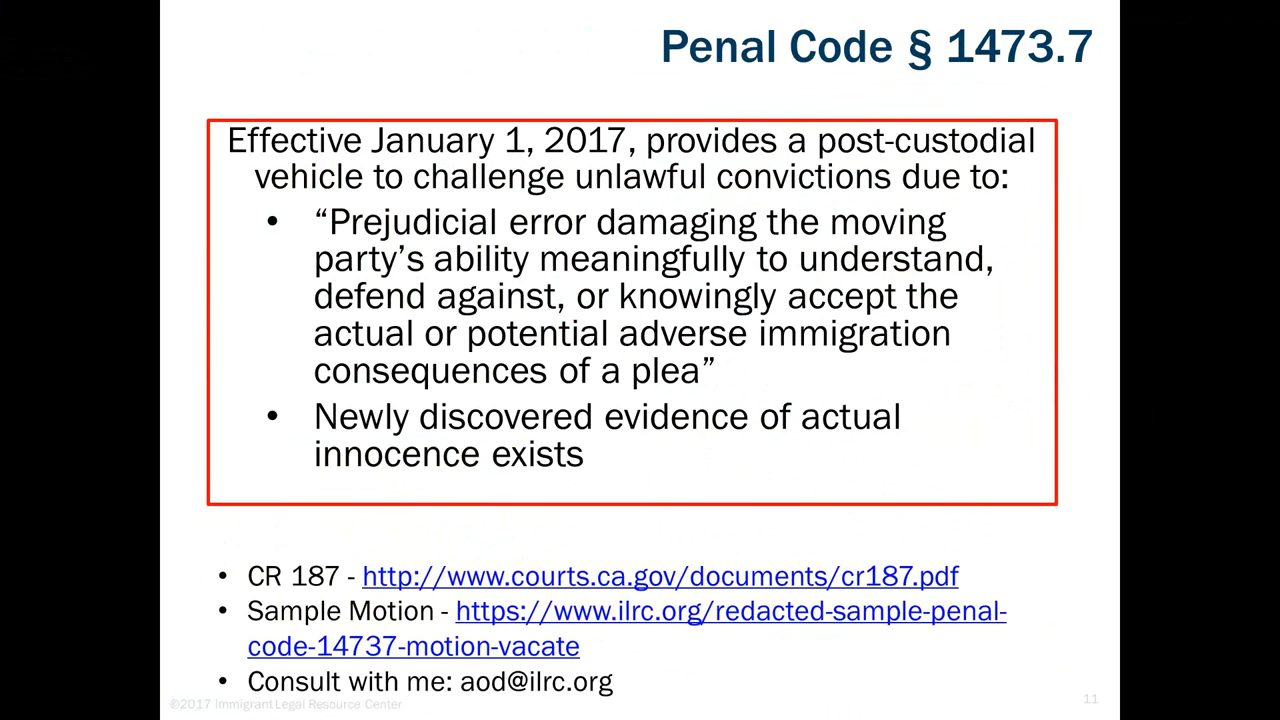 Penal Code § 1473.7
Effective January 1, 2017, provides a post-custodial
vehicle to challenge unlawful convictions due to:
• “Prejudicial error damaging the moving
party’s ability meaningfully to understand,
defend against, or knowingly accept the
actual or potential adverse immigration
consequences of a plea”
• Newly discovered evidence of actual
innocence exists
• CR 187 - http://www.courts.ca.gov/documents/cr187.pdf
• Sample Motion - https://www.ilrc.org/redacted-sample-penal-
code-14737-motion-vacate
• Consult with me: aod@ilrc.org
©2017 Immigrant Legal Resource Center
11